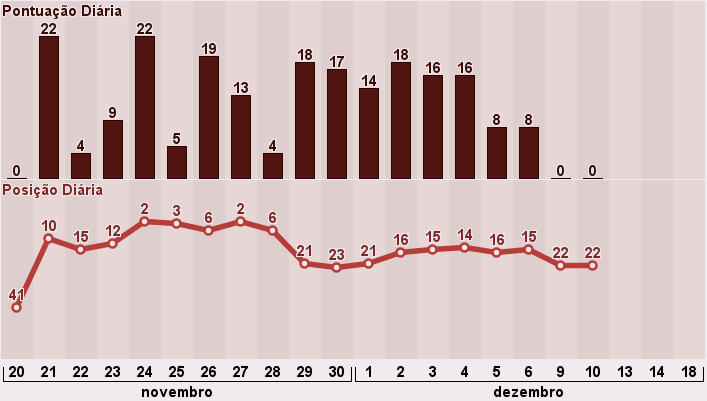 Pontuação Diária
0 22 4 9 22 5 19 13 4 18 17 14 18 16 16 8 8 0 0
Posição Diária
41 10 15 12 2 3 6 2 6 21 23 21 16 15 14 16 15 22 22
20 21 22 23 24 25 26 27 28 29 30 1 2 3 4 5 6 9 10 13 14 18
novembro dezembro